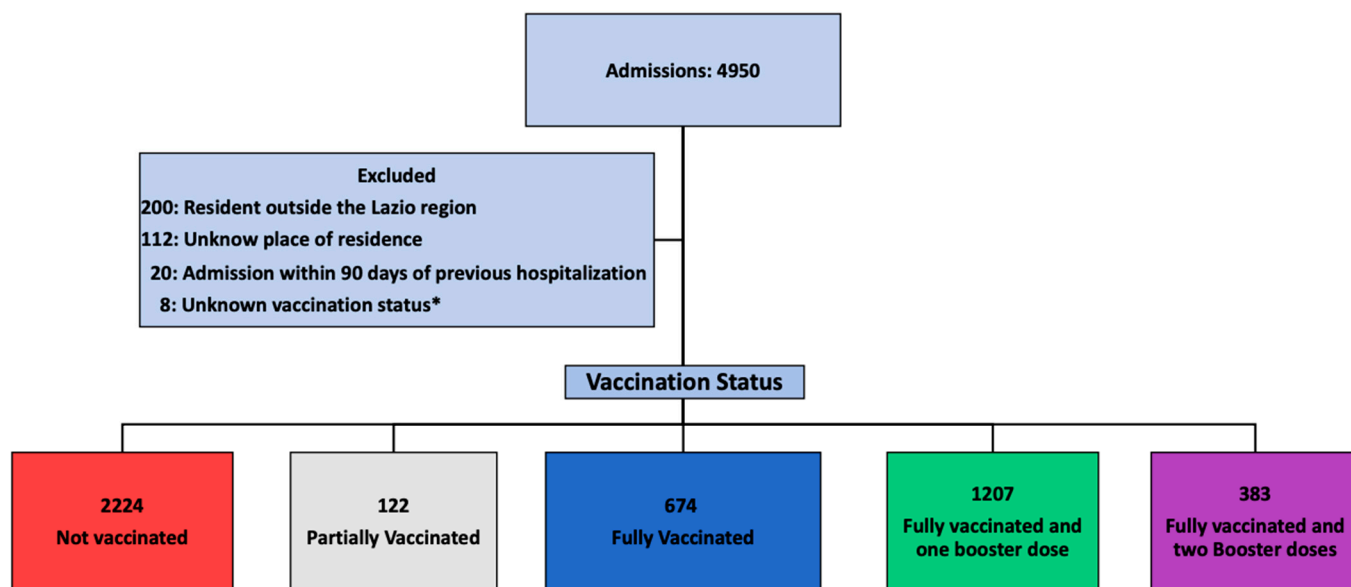 Admissions: 4950
Excluded
200: Resident outside the Lazio region
112: Unknow place of residence
20: Admission within 90 days of previous hospitalization
8: Unknown vaccination status*
Vaccination Status
2224
Not vaccinated
122
Partially Vaccinated
674
Fully Vaccinated
1207
Fully vaccinated and
one booster dose
383
Fully vaccinated and
two Booster doses